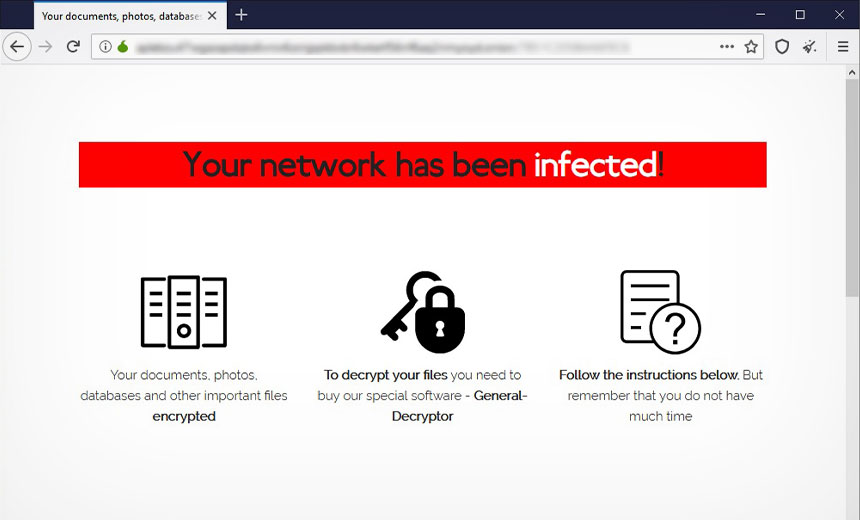 Your documents, photos, databases
Your network has been infected!
Your documents, photos,
databases and other important files
encrypted
To decrypt your files you need to
buy our special software - General-
Decryptor
Follow the instructions below. But
remember that you do not have
much time